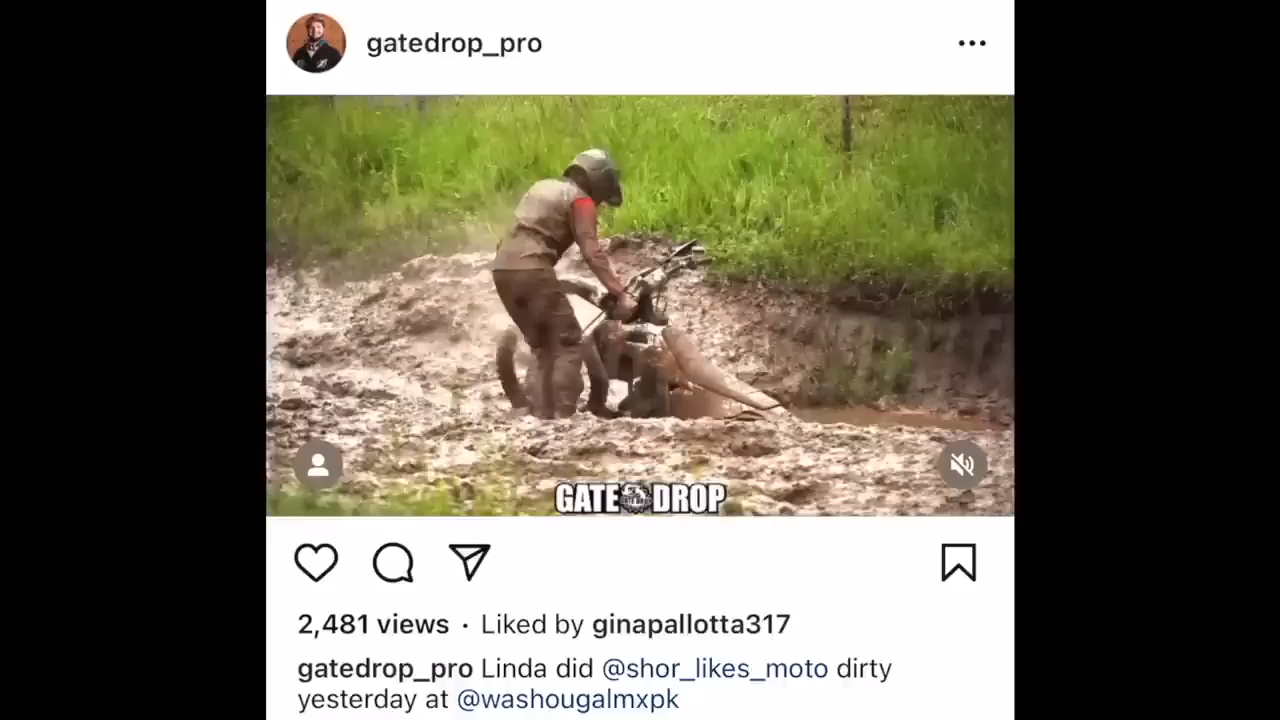 gatedrop_pro
GATE DROP
2,481 views · Liked by ginapallotta317
gatedrop_pro Linda did @shor_likes_moto dirty
yesterday at @washougalmxpk